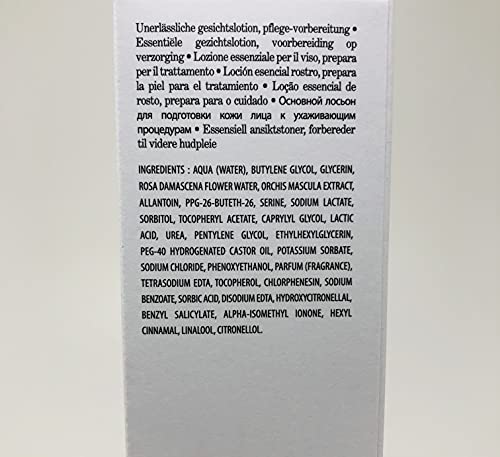 Unerlässliche gesichtslotion, pflege-vorbereitung •
Essentiële gezichtslotion, voorbereiding op
verzorging • Lozione essenziale per il viso, prepara
per il trattamento • Loción esencial rostro, prepara
la piel para el tratamiento • Loção essencial de
rosto, prepara para o cuidado • Основной лосьон
для подготовки кожи лица к ухаживающим
процедурам • Essensiell ansiktstoner, forbereder
til videre hudpleie
INGREDIENTS : AQUA (WATER), BUTYLENE GLYCOL, GLYCERIN,
ROSA DAMASCENA FLOWER WATER, ORCHIS MASCULA EXTRACT,
ALLANTOIN, PPG-26-BUTETH-26, SERINE, SODIUM LACTATE,
SORBITOL, TOCOPHERYL ACETATE, CAPRYLYL GLYCOL, LACTIC
ACID, UREA, PENTYLENE GLYCOL, ETHYLHEXYLGLYCERIN,
PEG-40 HYDROGENATED CASTOR OIL, POTASSIUM SORBATE,
SODIUM CHLORIDE, PHENOXYETHANOL, PARFUM (FRAGRANCE),
TETRASODIUM EDTA, TOCOPHEROL, CHLORPHENESIN, SODIUM
BENZOATE, SORBIC ACID, DISODIUM EDTA, HYDROXYCITRONELLAL,
BENZYL SALICYLATE, ALPHA-ISOMETHYL IONONE, HEXYL
CINNAMAL, LINALOOL, CITRONELLOL.